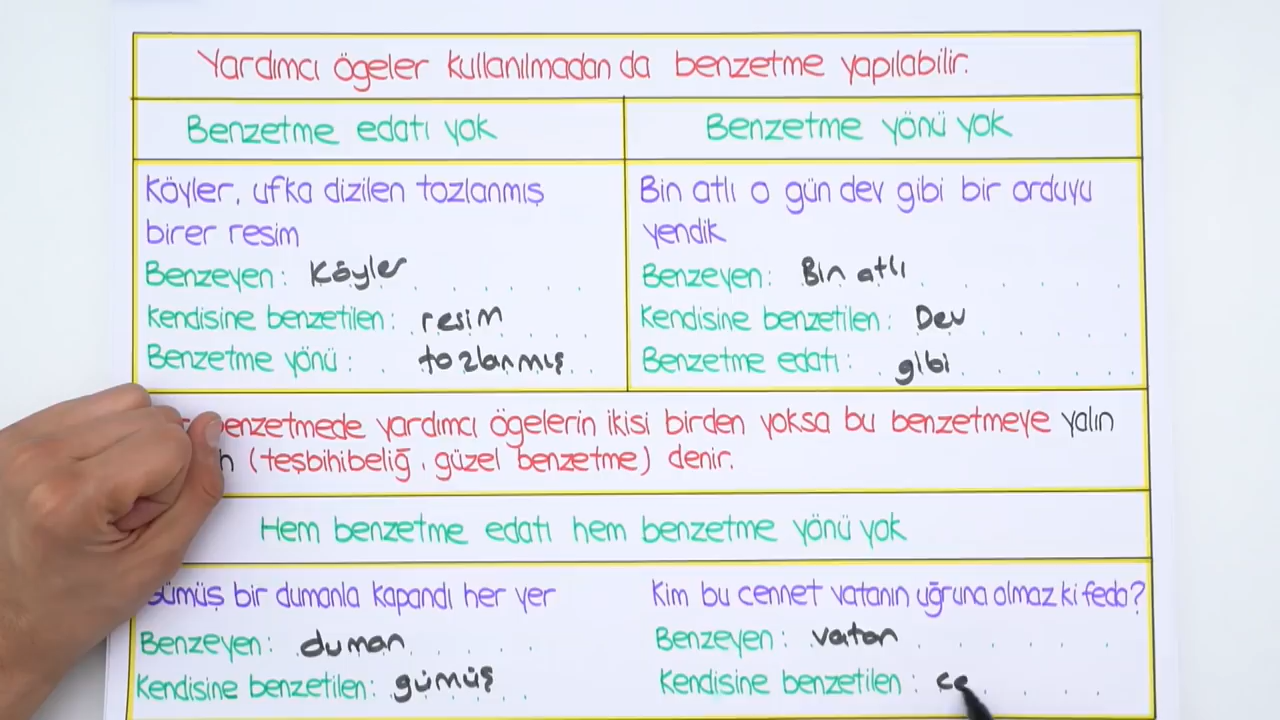 Yardımcı ögeler kullanılmadan da benzetme yapılabilir.
Benzetme edatı yok
Köyler, ufka dizilen tozlanmış
birer resim
Benzeyen: Köyler
Kendisine benzetilen: resim
Benzetme yönü: tozlanmış
Benzetme yönü yok
Bin atlı o gün dev gibi bir orduyu
yendik
Benzeyen: Bin atlı
Kendisine benzetilen: Dev
Benzetme edatı: gibi
benzetmede yardımcı ögelerin ikisi birden yoksa bu benzetmeye yalın
(teşbihibeliğ, güzel benzetme) denir.
Hem benzetme edatı hem benzetme yönü yok
Gümüş bir dumanla kapandı her yer
Benzeyen: duman
Kendisine benzetilen: gümüş
Kim bu cennet vatanın uğruna olmaz ki feda?
Benzeyen: vatan
Kendisine benzetilen: ce